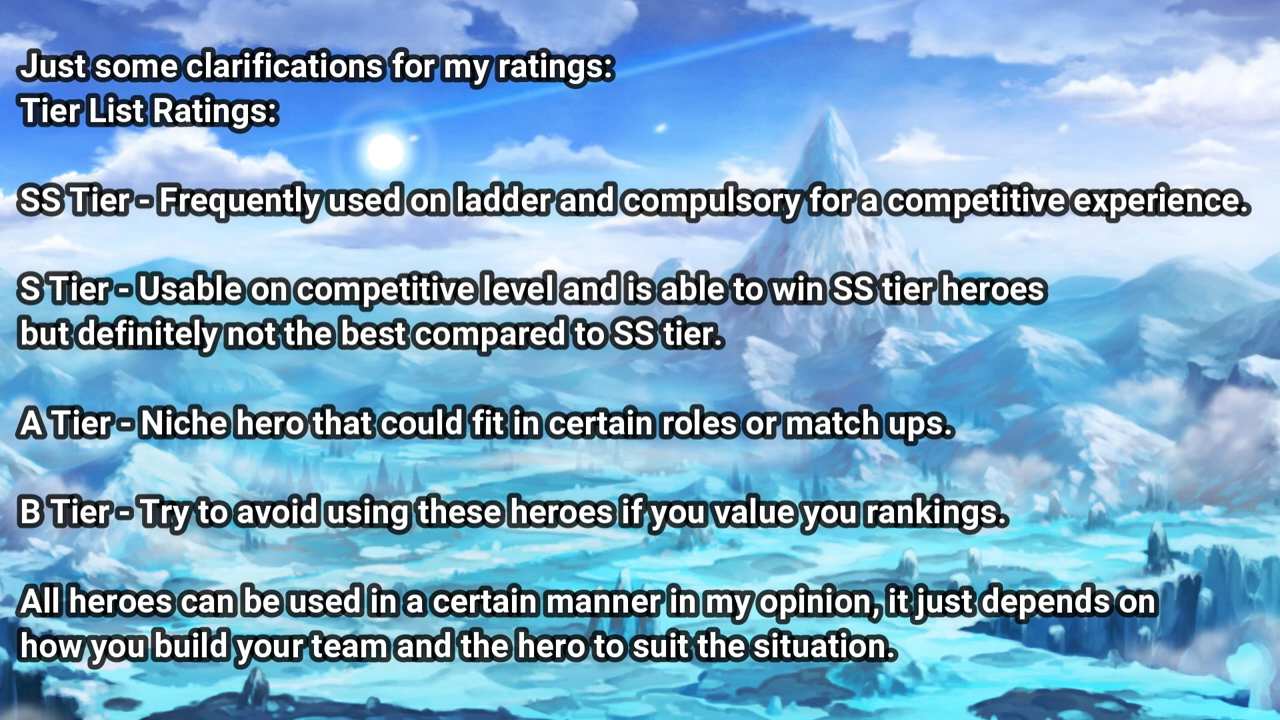 Just some clarifications for my ratings:
Tier List Ratings:
SS Tier - Frequently used on ladder and compulsory for a competitive experience.
S Tier - Usable on competitive level and is able to win SS tier heroes
but definitely not the best compared to SS tier.
A Tier - Niche hero that could fit in certain roles or match ups.
B Tier - Try to avoid using these heroes if you value you rankings.
All heroes can be used in a certain manner in my opinion, it just depends on
how you build your team and the hero to suit the situation.